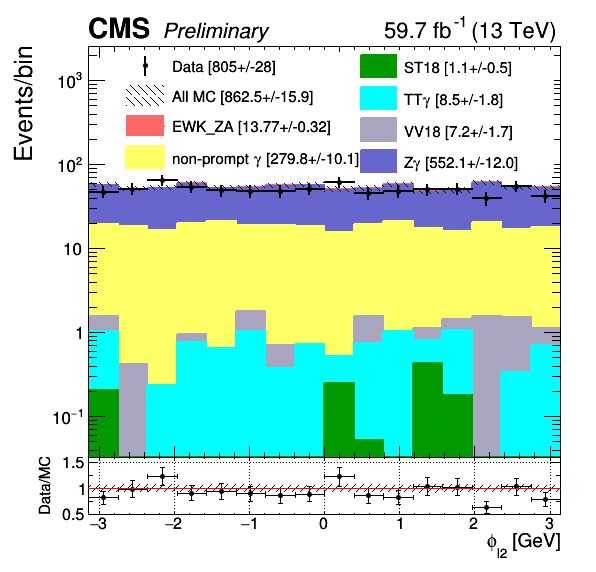 CMS Preliminary 59.7 fb⁻¹ (13 TeV)
Events/bin
Data [805+/-28]
All MC [862.5+/-15.9]
EWK_ZA [13.77+/-0.32]
non-prompt γ [279.8+/-10.1]
ST18 [1.1+/-0.5]
TTγ [8.5+/-1.8]
VV18 [7.2+/-1.7]
Zγ [552.1+/-12.0]
10³
10²
10
1
10⁻¹
Data/MC
1.5
1
0.5
−3 −2 −1 0 1 2 3
ϕ_l2 [GeV]